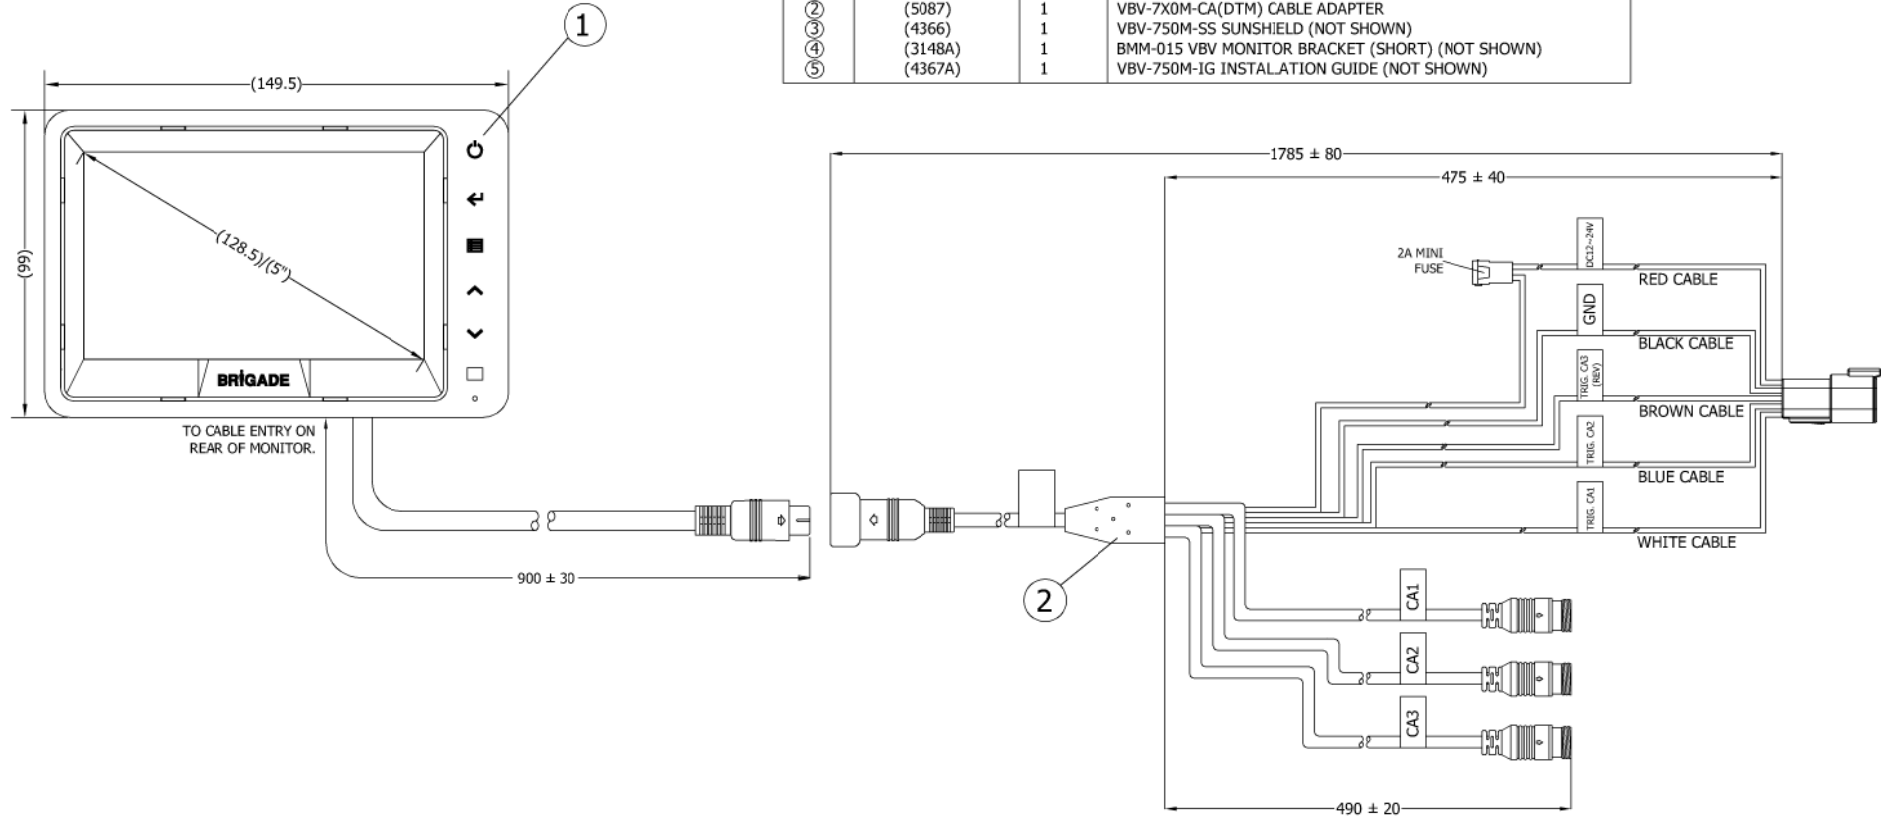 ② (5087) 1 VBV-7X0M-CA(DTM) CABLE ADAPTER
③ (4366) 1 VBV-750M-SS SUNSHIELD (NOT SHOWN)
④ (3148A) 1 BMM-015 VBV MONITOR BRACKET (SHORT) (NOT SHOWN)
⑤ (4367A) 1 VBV-750M-IG INSTALLATION GUIDE (NOT SHOWN)
1
(149.5)
(99)
(128.5)/(5")
BRIGADE
TO CABLE ENTRY ON
REAR OF MONITOR.
900 ± 30
1785 ± 80
475 ± 40
2A MINI
FUSE
DC12~24V
RED CABLE
GND
BLACK CABLE
TRIG. CA3
(REV)
BROWN CABLE
TRIG. CA2
BLUE CABLE
TRIG. CA1
WHITE CABLE
2
CA1
CA2
CA3
490 ± 20